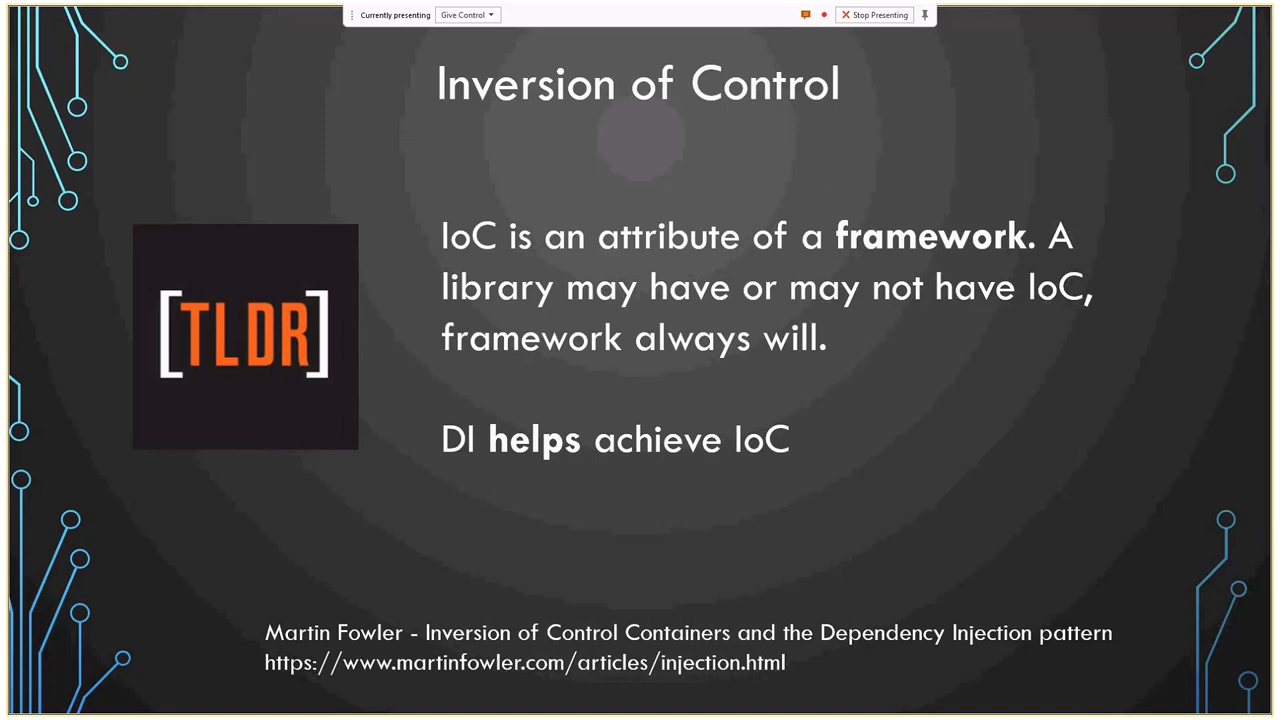 Currently presenting Give Control Stop Presenting
Inversion of Control
IoC is an attribute of a framework. A
library may have or may not have IoC,
framework always will.
[TLDR]
DI helps achieve IoC
Martin Fowler - Inversion of Control Containers and the Dependency Injection pattern
https://www.martinfowler.com/articles/injection.html